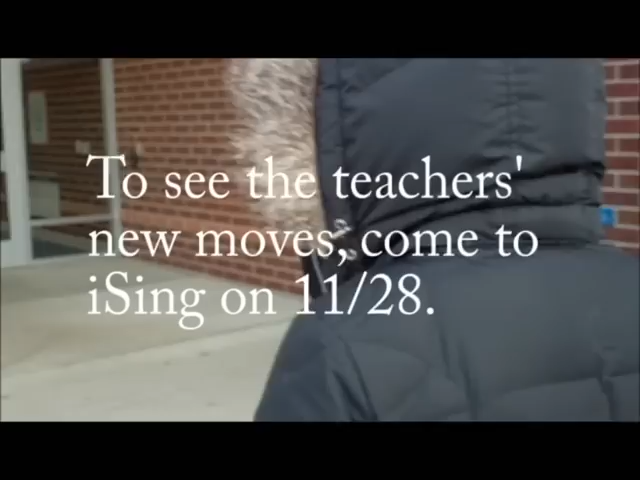 To see the teachers'
new moves, come to
iSing on 11/28.